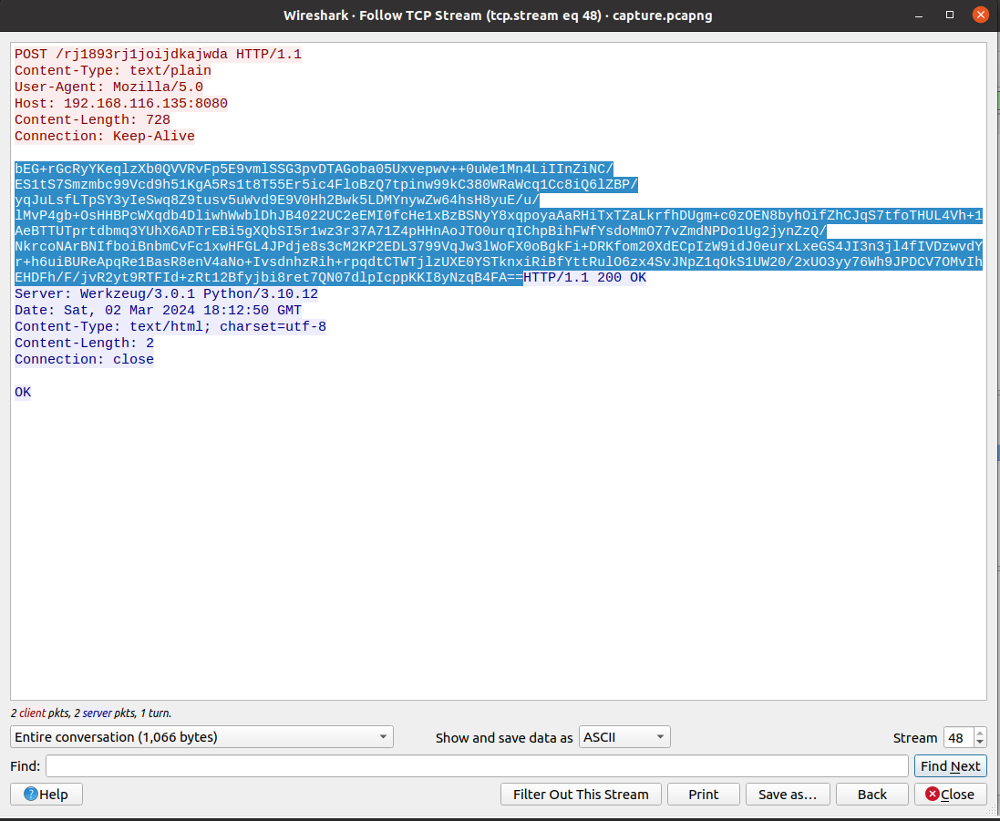 Wireshark · Follow TCP Stream (tcp.stream eq 48) · capture.pcapng
POST /rj1893rj1joijdkajwda HTTP/1.1
Content-Type: text/plain
User-Agent: Mozilla/5.0
Host: 192.168.116.135:8080
Content-Length: 728
Connection: Keep-Alive
bEG+rGcRyYKeqlzXb0QVVRvFp5E9vmlSSG3pvDTAGoba05Uxvepwv++0uWe1Mn4LiIInZiNC/
ES1tS7Smzmbc99Vcd9h51KgA5Rs1t8T55Er5ic4FloBzQ7tpinw99kC380WRaWcq1Cc8iQ6lZBP/
yqJuLsfLTpSY3yIeSwq8Z9tusv5uWvd9E9V0Hh2Bwk5LDMYnywZw64hsH8yuE/u/
lMvP4gb+OsHHBPcWXqdb4DliwhWwblDhJB4022UC2eEMI0fcHe1xBzBSNyY8xqpoyaAaRHiTxTZaLkrfhDUgm+c0zOEN8byhOifZhCJqS7tfoTHUL4Vh+1
AeBTTUTprtdbmq3YUhX6ADTrEBi5gXQbSI5r1wz3r37A71Z4pHHnAoJTO0urqIChpBihFWfYsdoMmO77vZmdNPDo1Ug2jynZzQ/
NkrcoNArBNIfboiBnbmCvFc1xwHFGL4JPdje8s3cM2KP2EDL3799VqJw3lWoFX0oBgkFi+DRKfom20XdECpIzW9idJ0eurxLxeGS4JI3n3jl4fIVDzwvdY
r+h6uiBUReApqRe1BasR8enV4aNo+IvsdnhzRih+rpqdtCTWTjlzUXE0YSTknxiRiBfYttRulO6zx4SvJNpZ1qOkS1UW20/2xUO3yy76Wh9JPDCV7OMvIh
EHDFh/F/jvR2yt9RTFId+zRt12Bfyjbi8ret7QN07dlpIcppKKI8yNzqB4FA==HTTP/1.1 200 OK
Server: Werkzeug/3.0.1 Python/3.10.12
Date: Sat, 02 Mar 2024 18:12:50 GMT
Content-Type: text/html; charset=utf-8
Content-Length: 2
Connection: close
OK
2 client pkts, 2 server pkts, 1 turn.
Entire conversation (1,066 bytes)
Show and save data as
ASCII
Stream
48
Find:
Find Next
Help
Filter Out This Stream
Print
Save as…
Back
Close